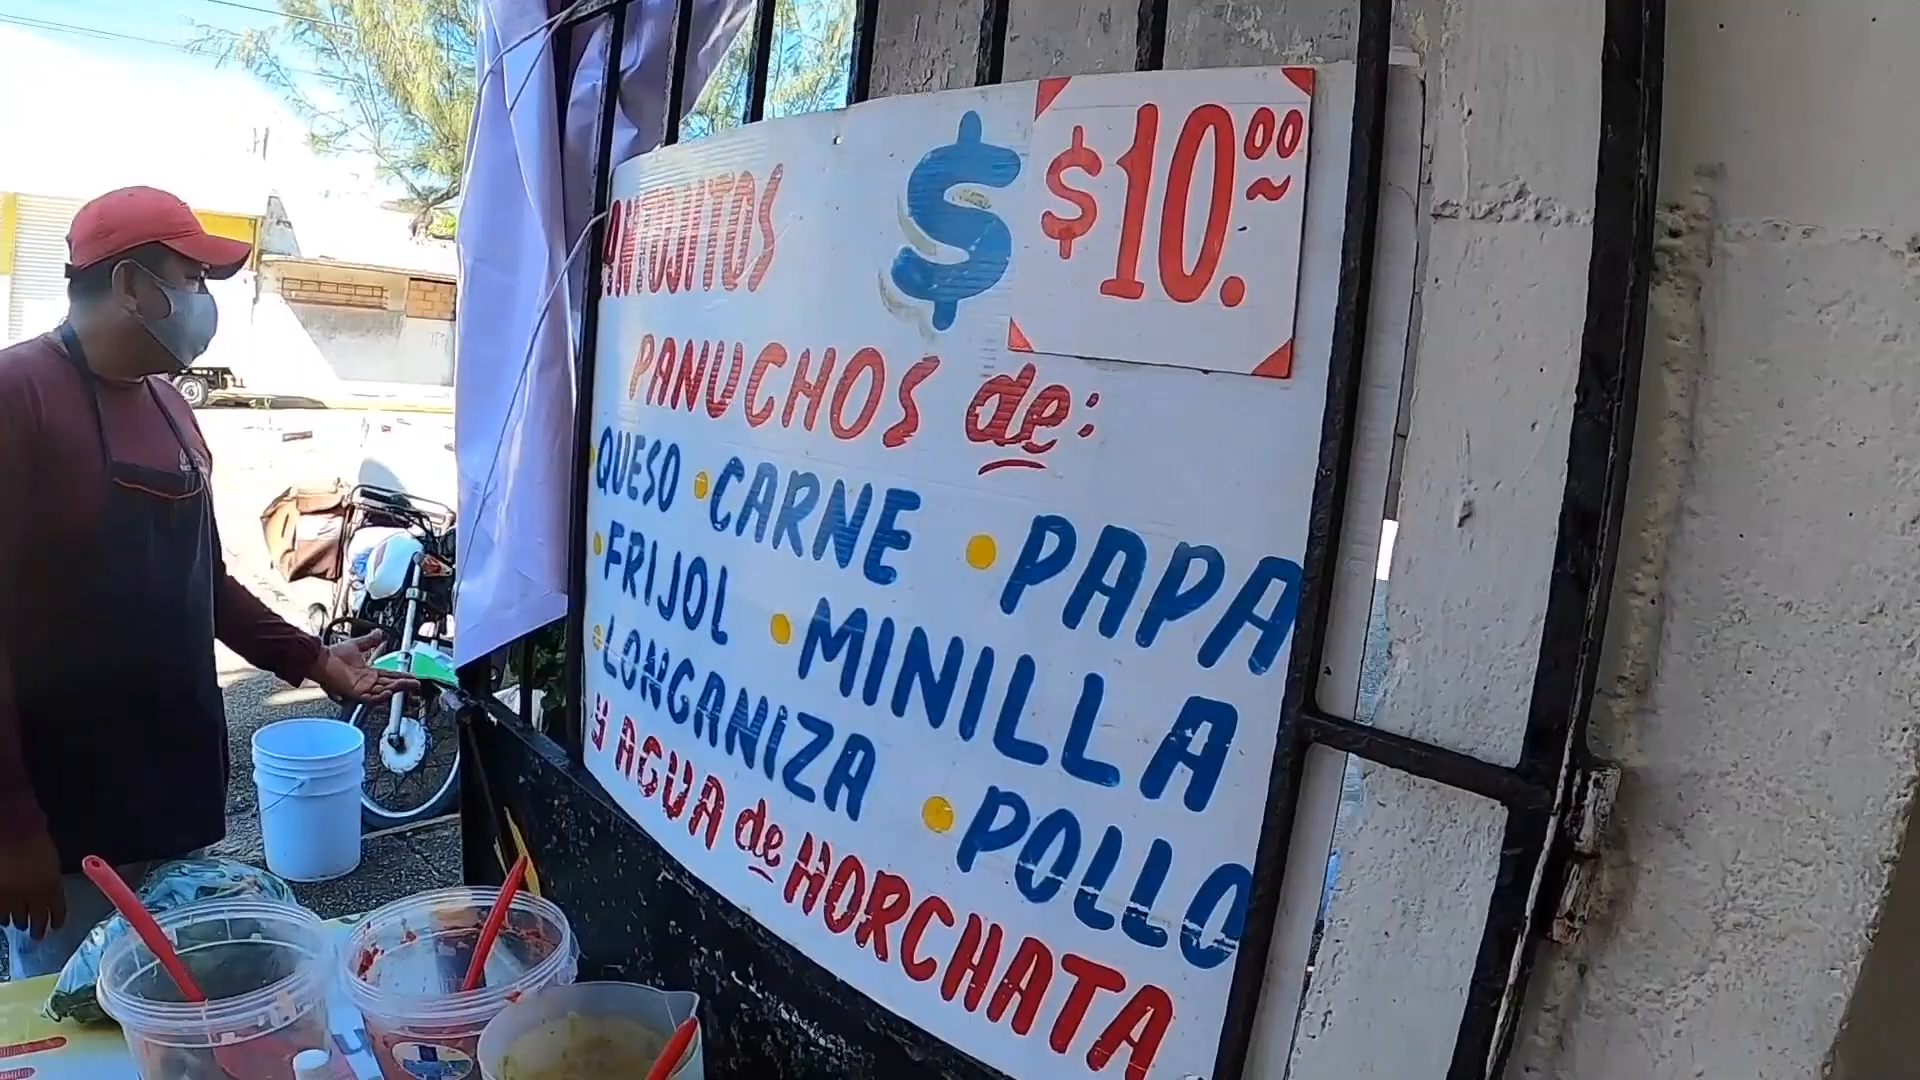 ANTOJITOS $ $10.00
PANUCHOS de:
QUESO • CARNE • PAPA
• FRIJOL • MINILLA
• LONGANIZA • POLLO
Y AGUA de HORCHATA